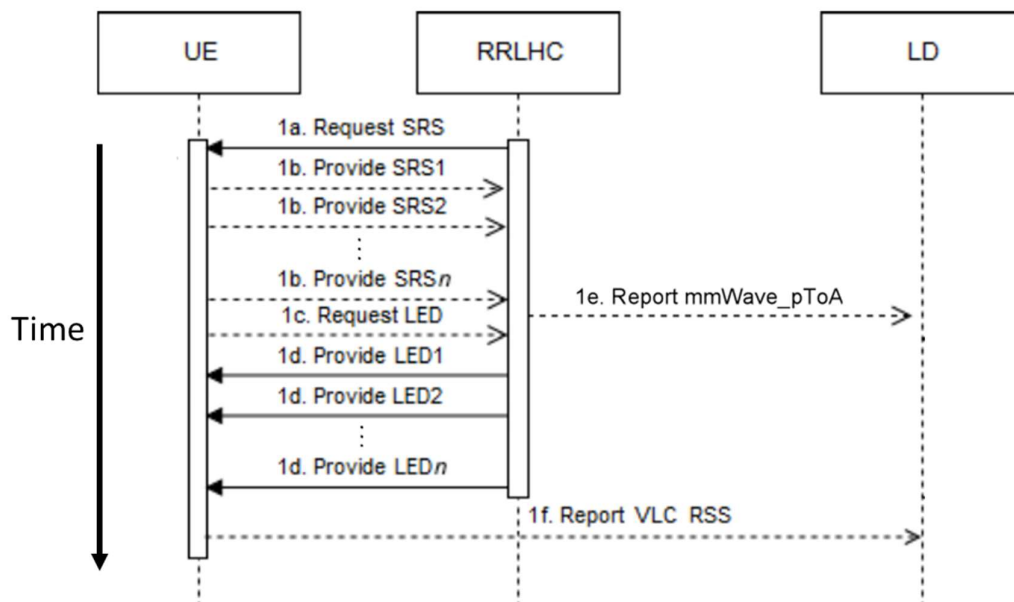 UE
RRLHC
LD
1a. Request SRS
1b. Provide SRS1
1b. Provide SRS2
1b. Provide SRSn
1e. Report mmWave_pToA
1c. Request LED
Time
1d. Provide LED1
1d. Provide LED2
1d. Provide LEDn
1f. Report VLC RSS